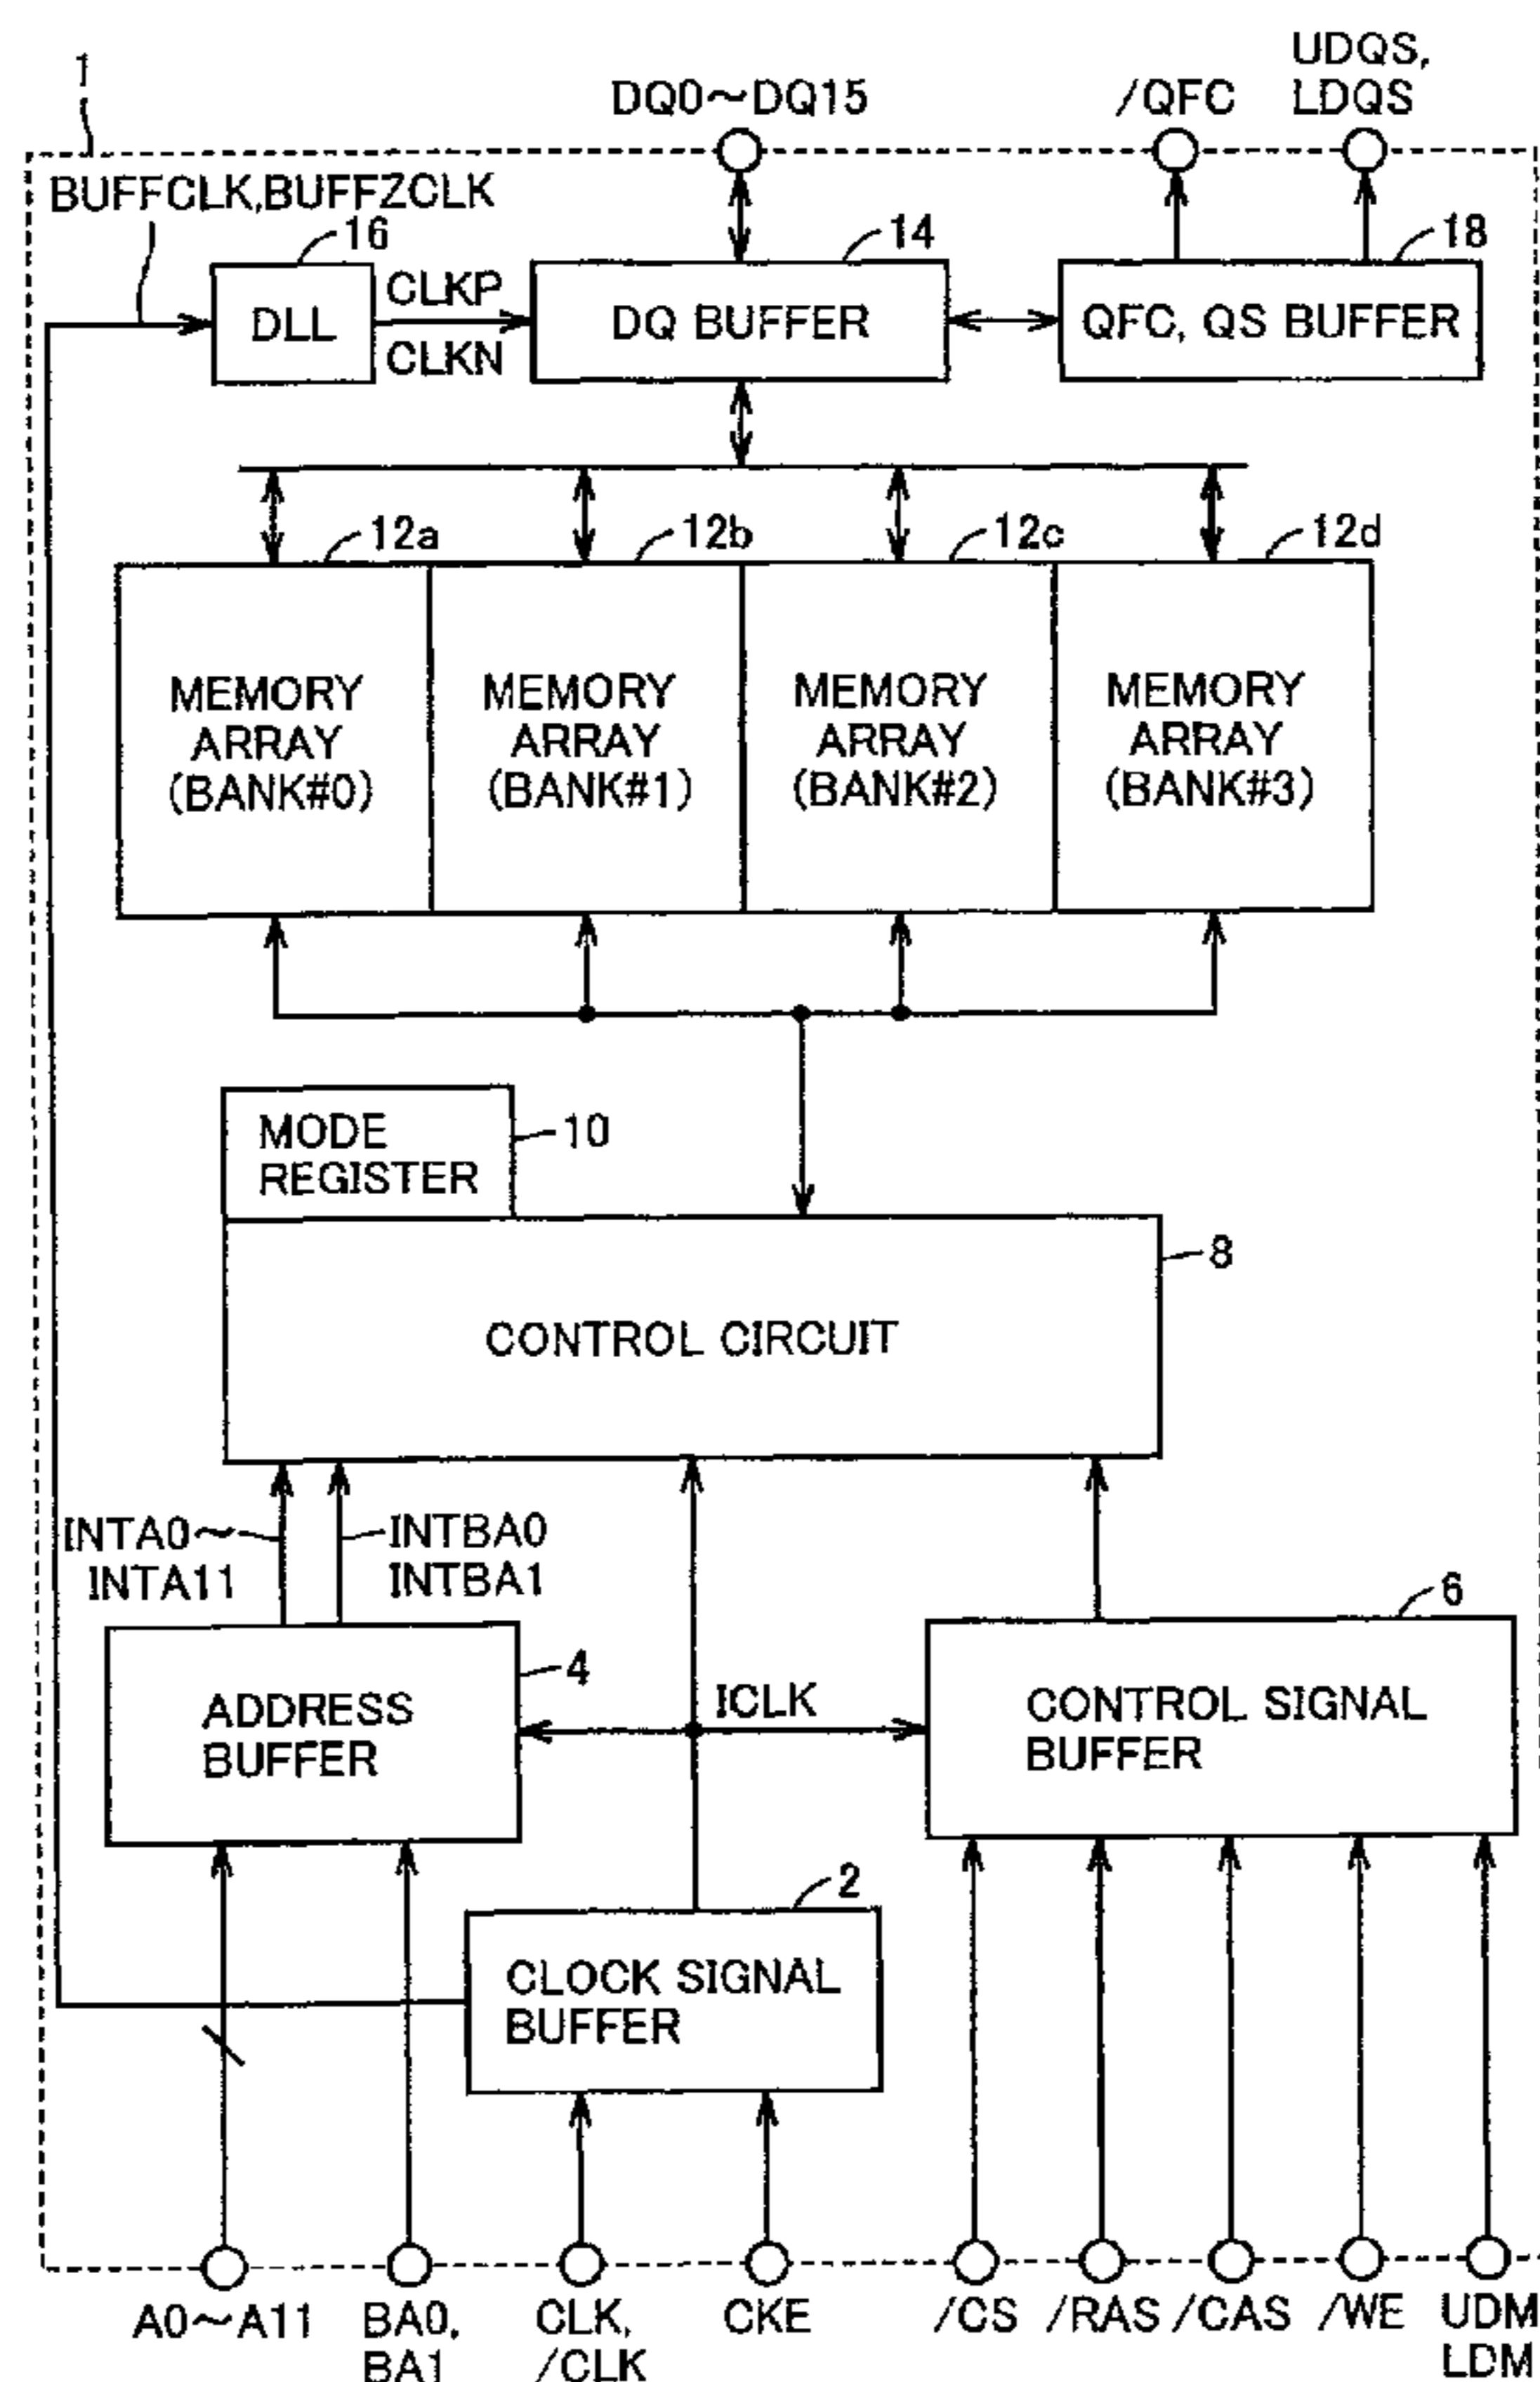 1
DQ0~DQ15
/QFC
UDQS,
LDQS
BUFFCLK,BUFFZCLK
16
14
18
DLL
CLKP
CLKN
DQ BUFFER
QFC, QS BUFFER
12a
12b
12c
12d
MEMORY
ARRAY
(BANK#0)
MEMORY
ARRAY
(BANK#1)
MEMORY
ARRAY
(BANK#2)
MEMORY
ARRAY
(BANK#3)
MODE
REGISTER
10
8
CONTROL CIRCUIT
INTA0~
INTA11
INTBA0
INTBA1
6
4
ADDRESS
BUFFER
ICLK
CONTROL SIGNAL
BUFFER
2
CLOCK SIGNAL
BUFFER
A0~A11
BA0,
BA1
CLK,
/CLK
CKE
/CS
/RAS
/CAS
/WE
UDM
LDM